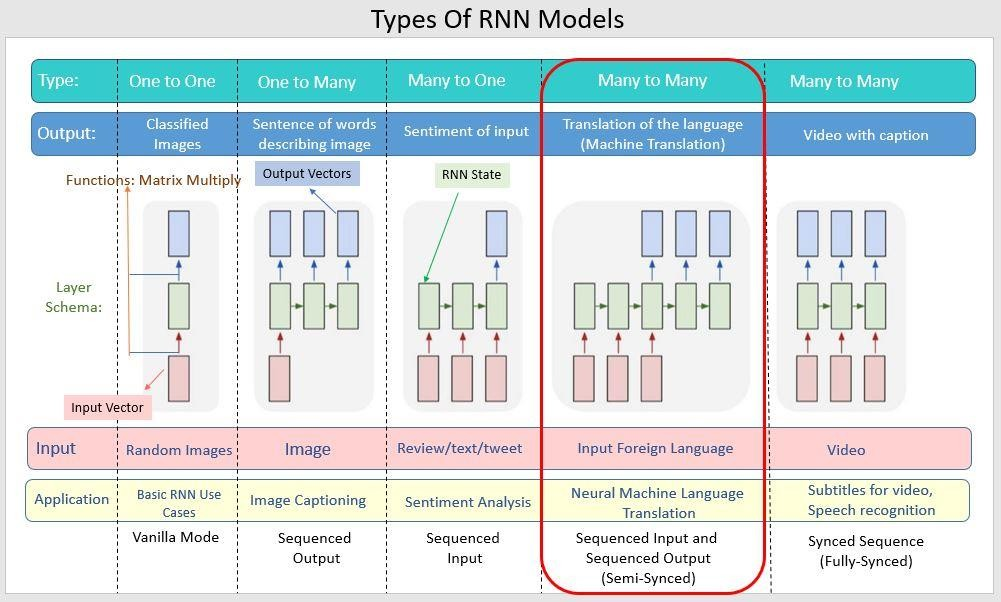 Types Of RNN Models
Type:
One to One
One to Many
Many to One
Many to Many
Many to Many
Output:
Classified
Images
Sentence of words
describing image
Sentiment of input
Translation of the language
(Machine Translation)
Video with caption
Functions: Matrix Multiply
Output Vectors
RNN State
Layer
Schema:
Input Vector
Input
Random Images
Image
Review/text/tweet
Input Foreign Language
Video
Application
Basic RNN Use
Cases
Image Captioning
Sentiment Analysis
Neural Machine Language
Translation
Subtitles for video,
Speech recognition
Vanilla Mode
Sequenced
Output
Sequenced
Input
Sequenced Input and
Sequenced Output
(Semi-Synced)
Synced Sequence
(Fully-Synced)